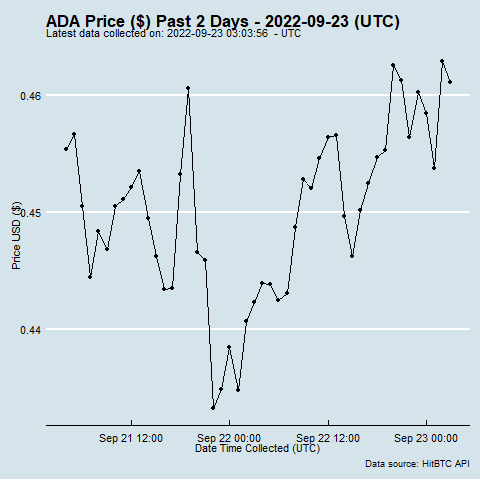 ADA Price ($) Past 2 Days - 2022-09-23 (UTC)
Latest data collected on: 2022-09-23 03:03:56 - UTC
0.46
0.45
0.44
Price USD ($)
Sep 21 12:00 Sep 22 00:00 Sep 22 12:00 Sep 23 00:00
Date Time Collected (UTC)
Data source: HitBTC API